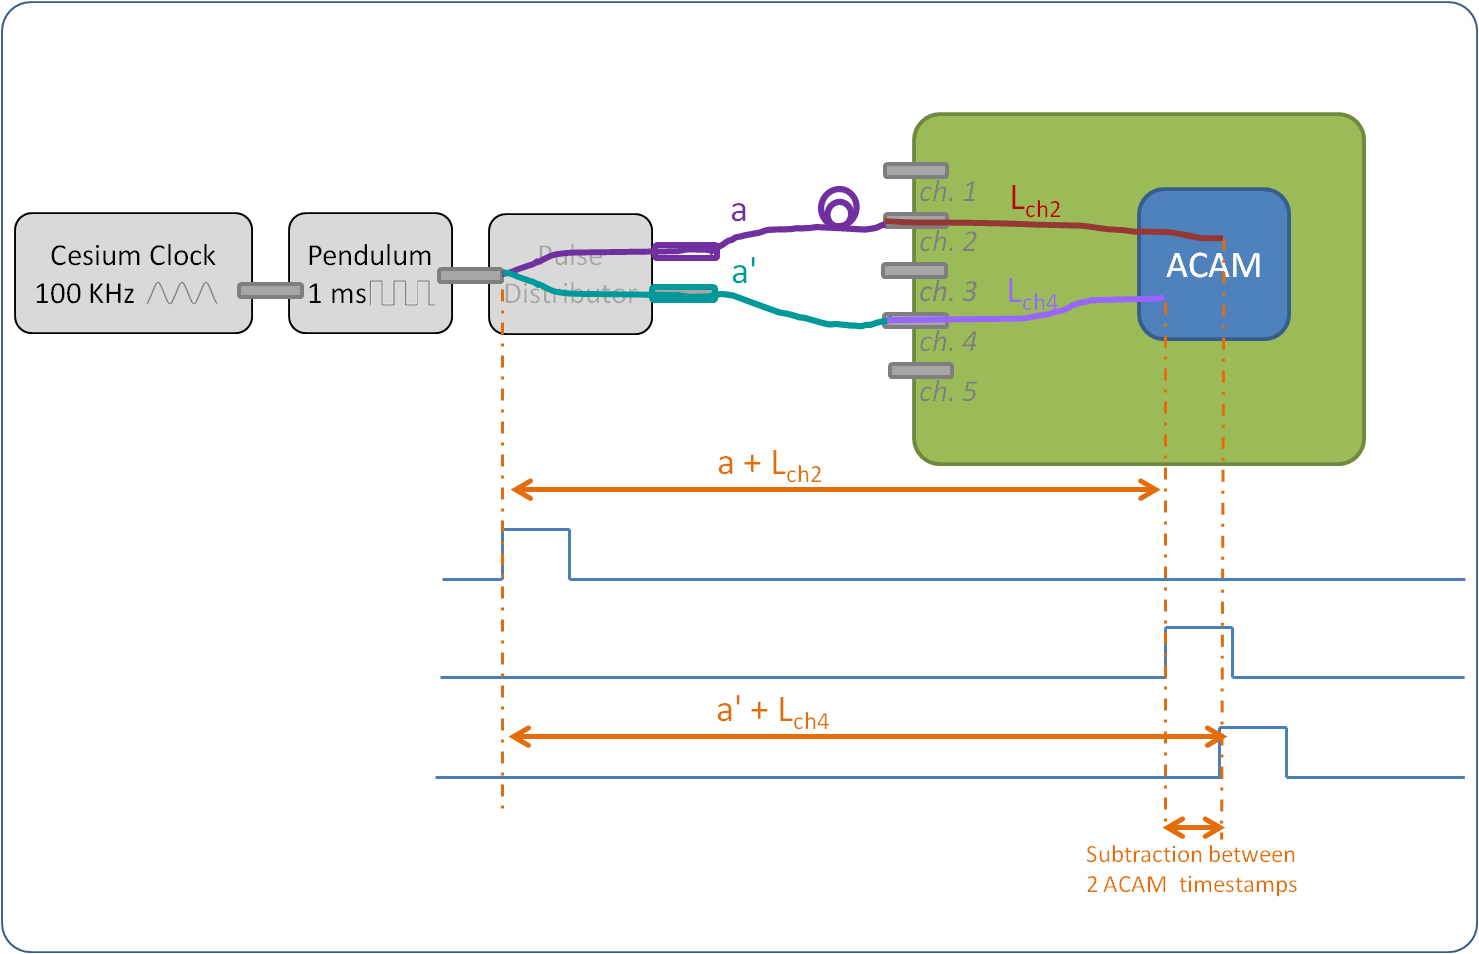 Cesium Clock
100 KHz
Pendulum
1 ms
Pulse
Distributor
a
a'
ch. 1
ch. 2
ch. 3
ch. 4
ch. 5
Lch2
Lch4
ACAM
a + Lch2
a' + Lch4
Subtraction between
2 ACAM timestamps